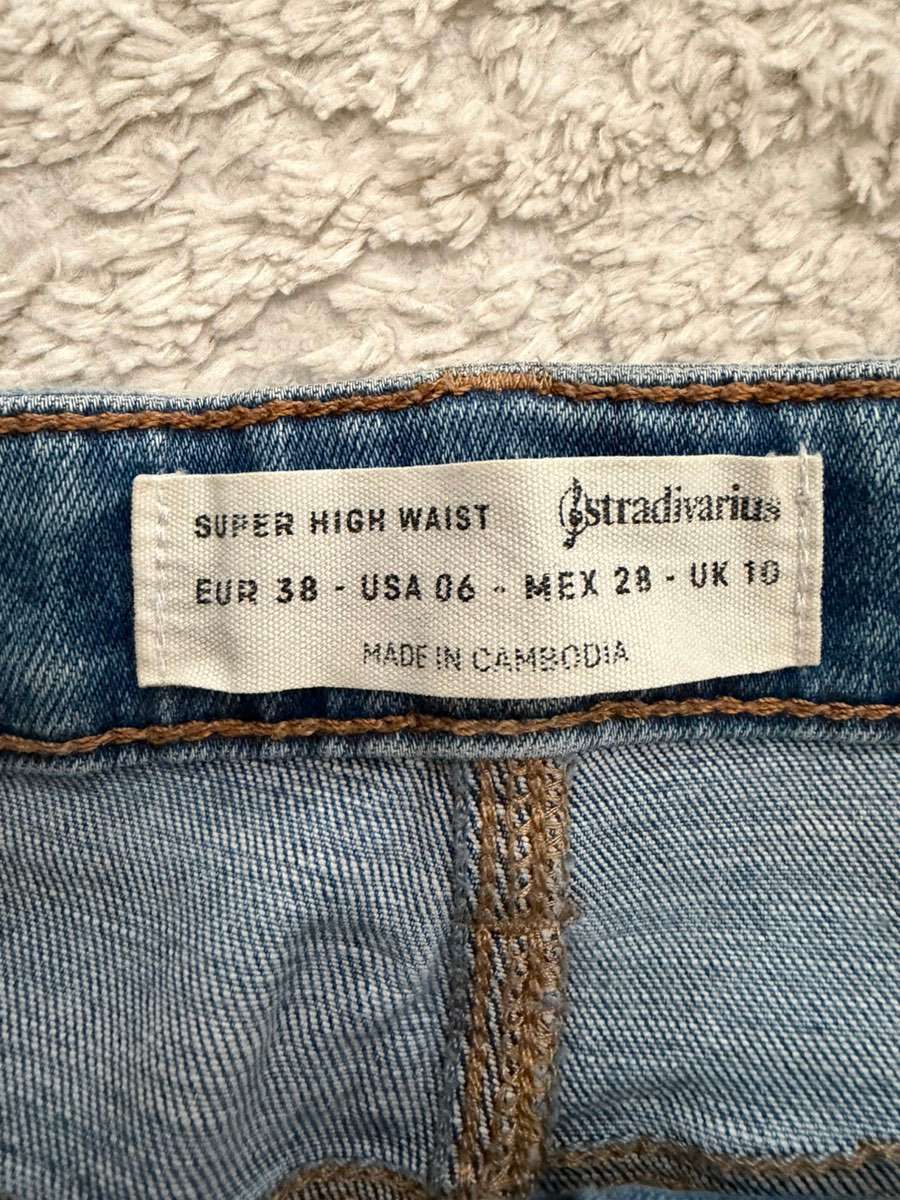 SUPER HIGH WAIST stradivarius
EUR 38 - USA 06 - MEX 28 - UK 10
MADE IN CAMBODIA